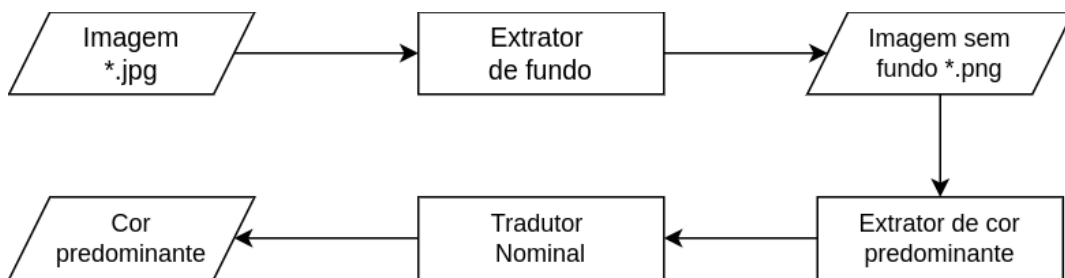 Imagem
*.jpg
Extrator
de fundo
Imagem sem
fundo *.png
Cor
predominante
Tradutor
Nominal
Extrator de cor
predominante